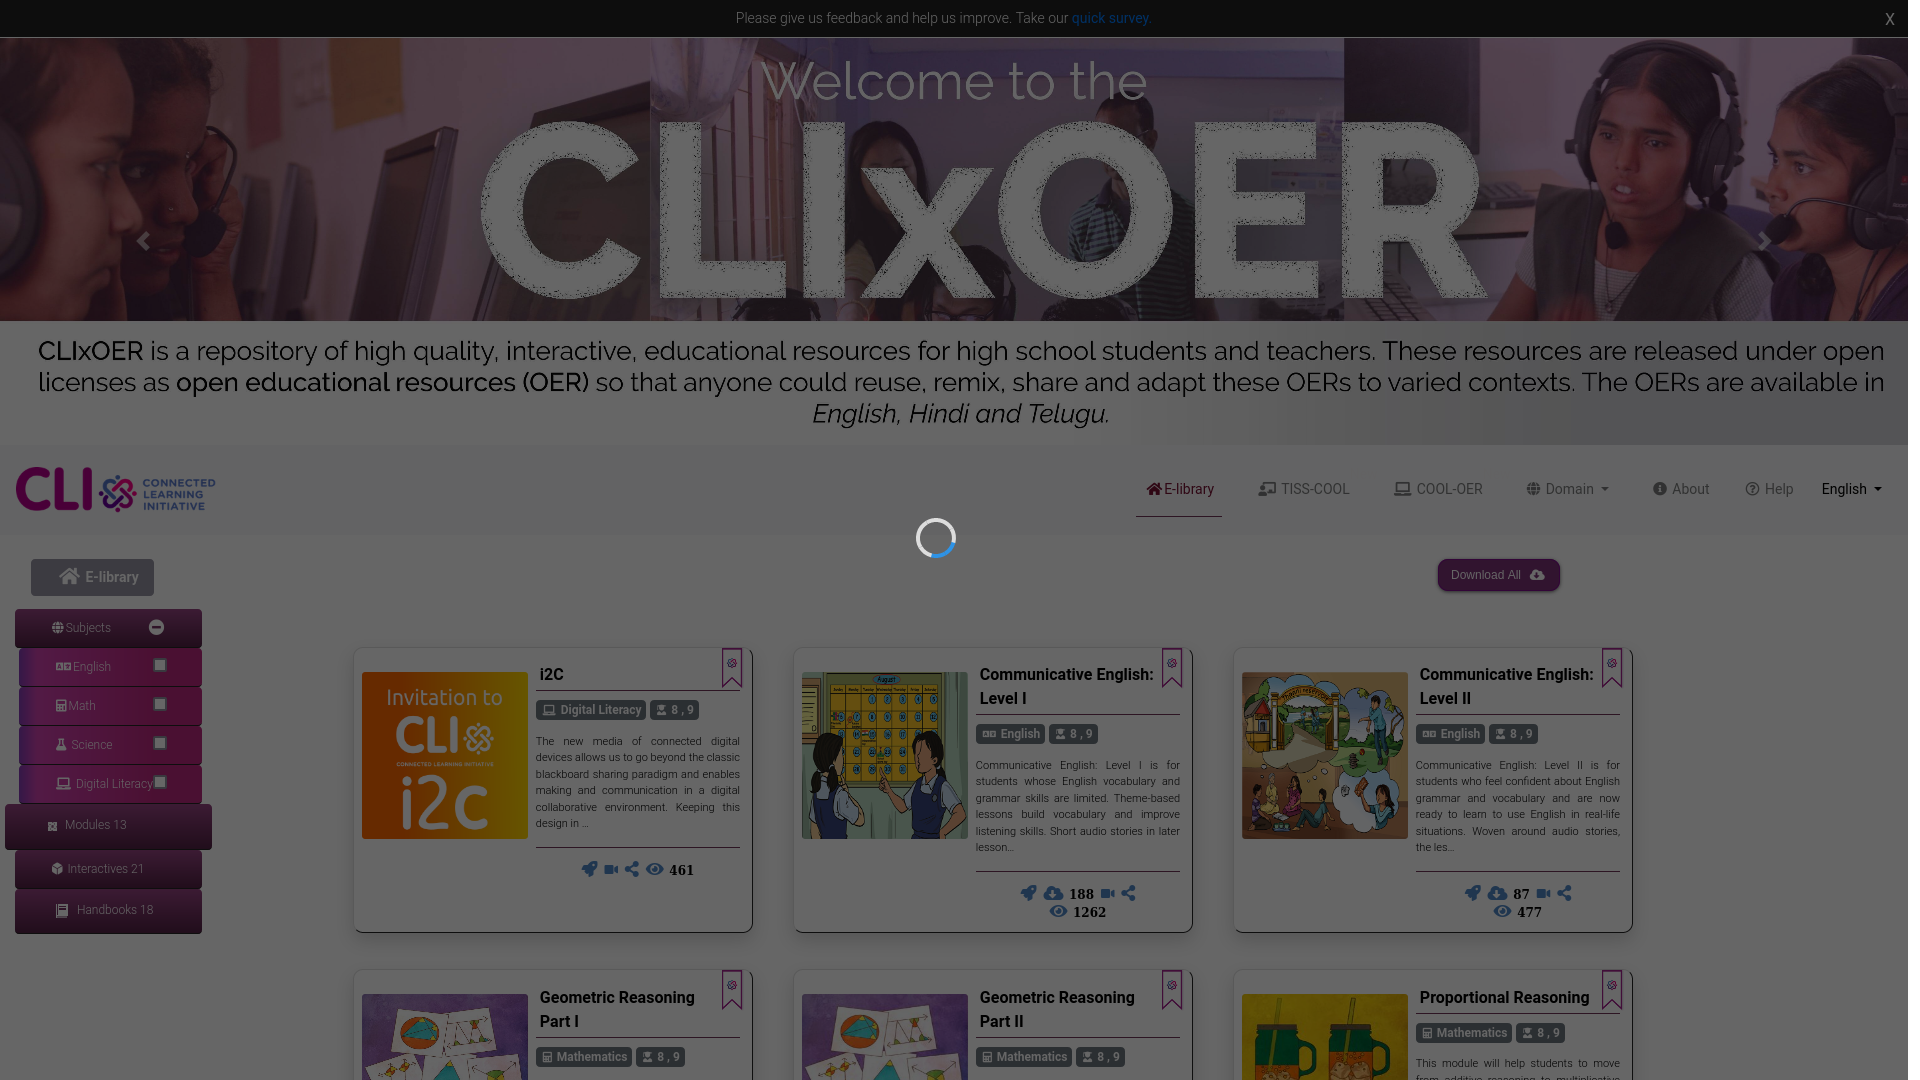 Please give us feedback and help us improve. Take our quick survey.
X
Welcome to the
CLIxOER
CLIxOER is a repository of high quality, interactive, educational resources for high school students and teachers. These resources are released under open
licenses as open educational resources (OER) so that anyone could reuse, remix, share and adapt these OERs to varied contexts. The OERs are available in
English, Hindi and Telugu.
CLI CONNECTED
LEARNING
INITIATIVE
E-library
TISS-COOL
COOL-OER
Domain
About
Help
English
E-library
Download All
Subjects
English
Math
Science
Digital Literacy
Modules 13
Interactives 21
Handbooks 18
Invitation to
CLI
CONNECTED LEARNING INITIATIVE
i2c
i2C
Digital Literacy 8 , 9
The new media of connected digital
devices allows us to go beyond the classic
blackboard sharing paradigm and enables
making and communication in a digital
collaborative environment. Keeping this
design in ...
461
August
Communicative English:
Level I
English 8 , 9
Communicative English: Level I is for
students whose English vocabulary and
grammar skills are limited. Theme-based
lessons build vocabulary and improve
listening skills. Short audio stories in later
lesson...
188
1262
Communicative English:
Level II
English 8 , 9
Communicative English: Level II is for
students who feel confident about English
grammar and vocabulary and are now
ready to learn to use English in real-life
situations. Woven around audio stories,
the les...
87
477
Geometric Reasoning
Part I
Mathematics 8 , 9
Geometric Reasoning
Part II
Mathematics 8 , 9
Proportional Reasoning
Mathematics 8 , 9
This module will help students to move
from additive reasoning to multiplicative